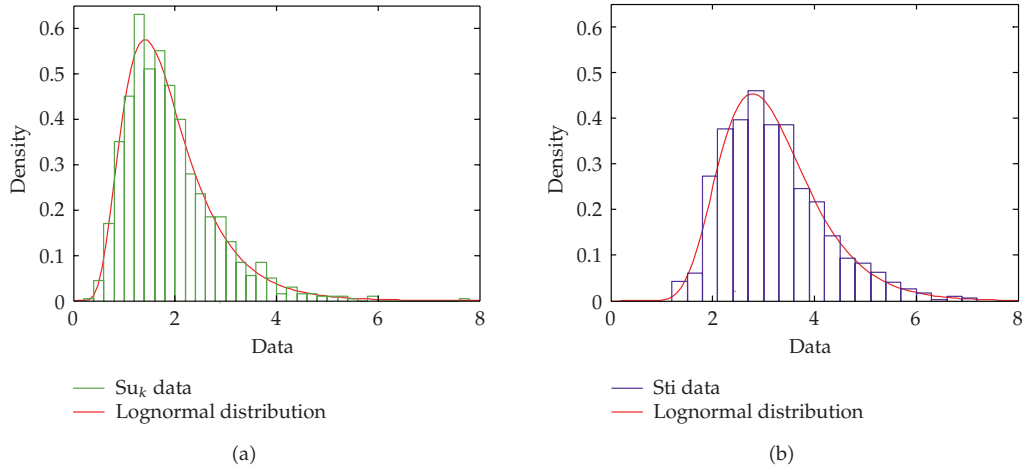 0.6
0.5
0.4
0.3
0.2
0.1
0
Density
0 2 4 6 8
Data
Su_k data
Lognormal distribution
(a)
0.6
0.5
0.4
0.3
0.2
0.1
0
Density
0 2 4 6 8
Data
Sti data
Lognormal distribution
(b)